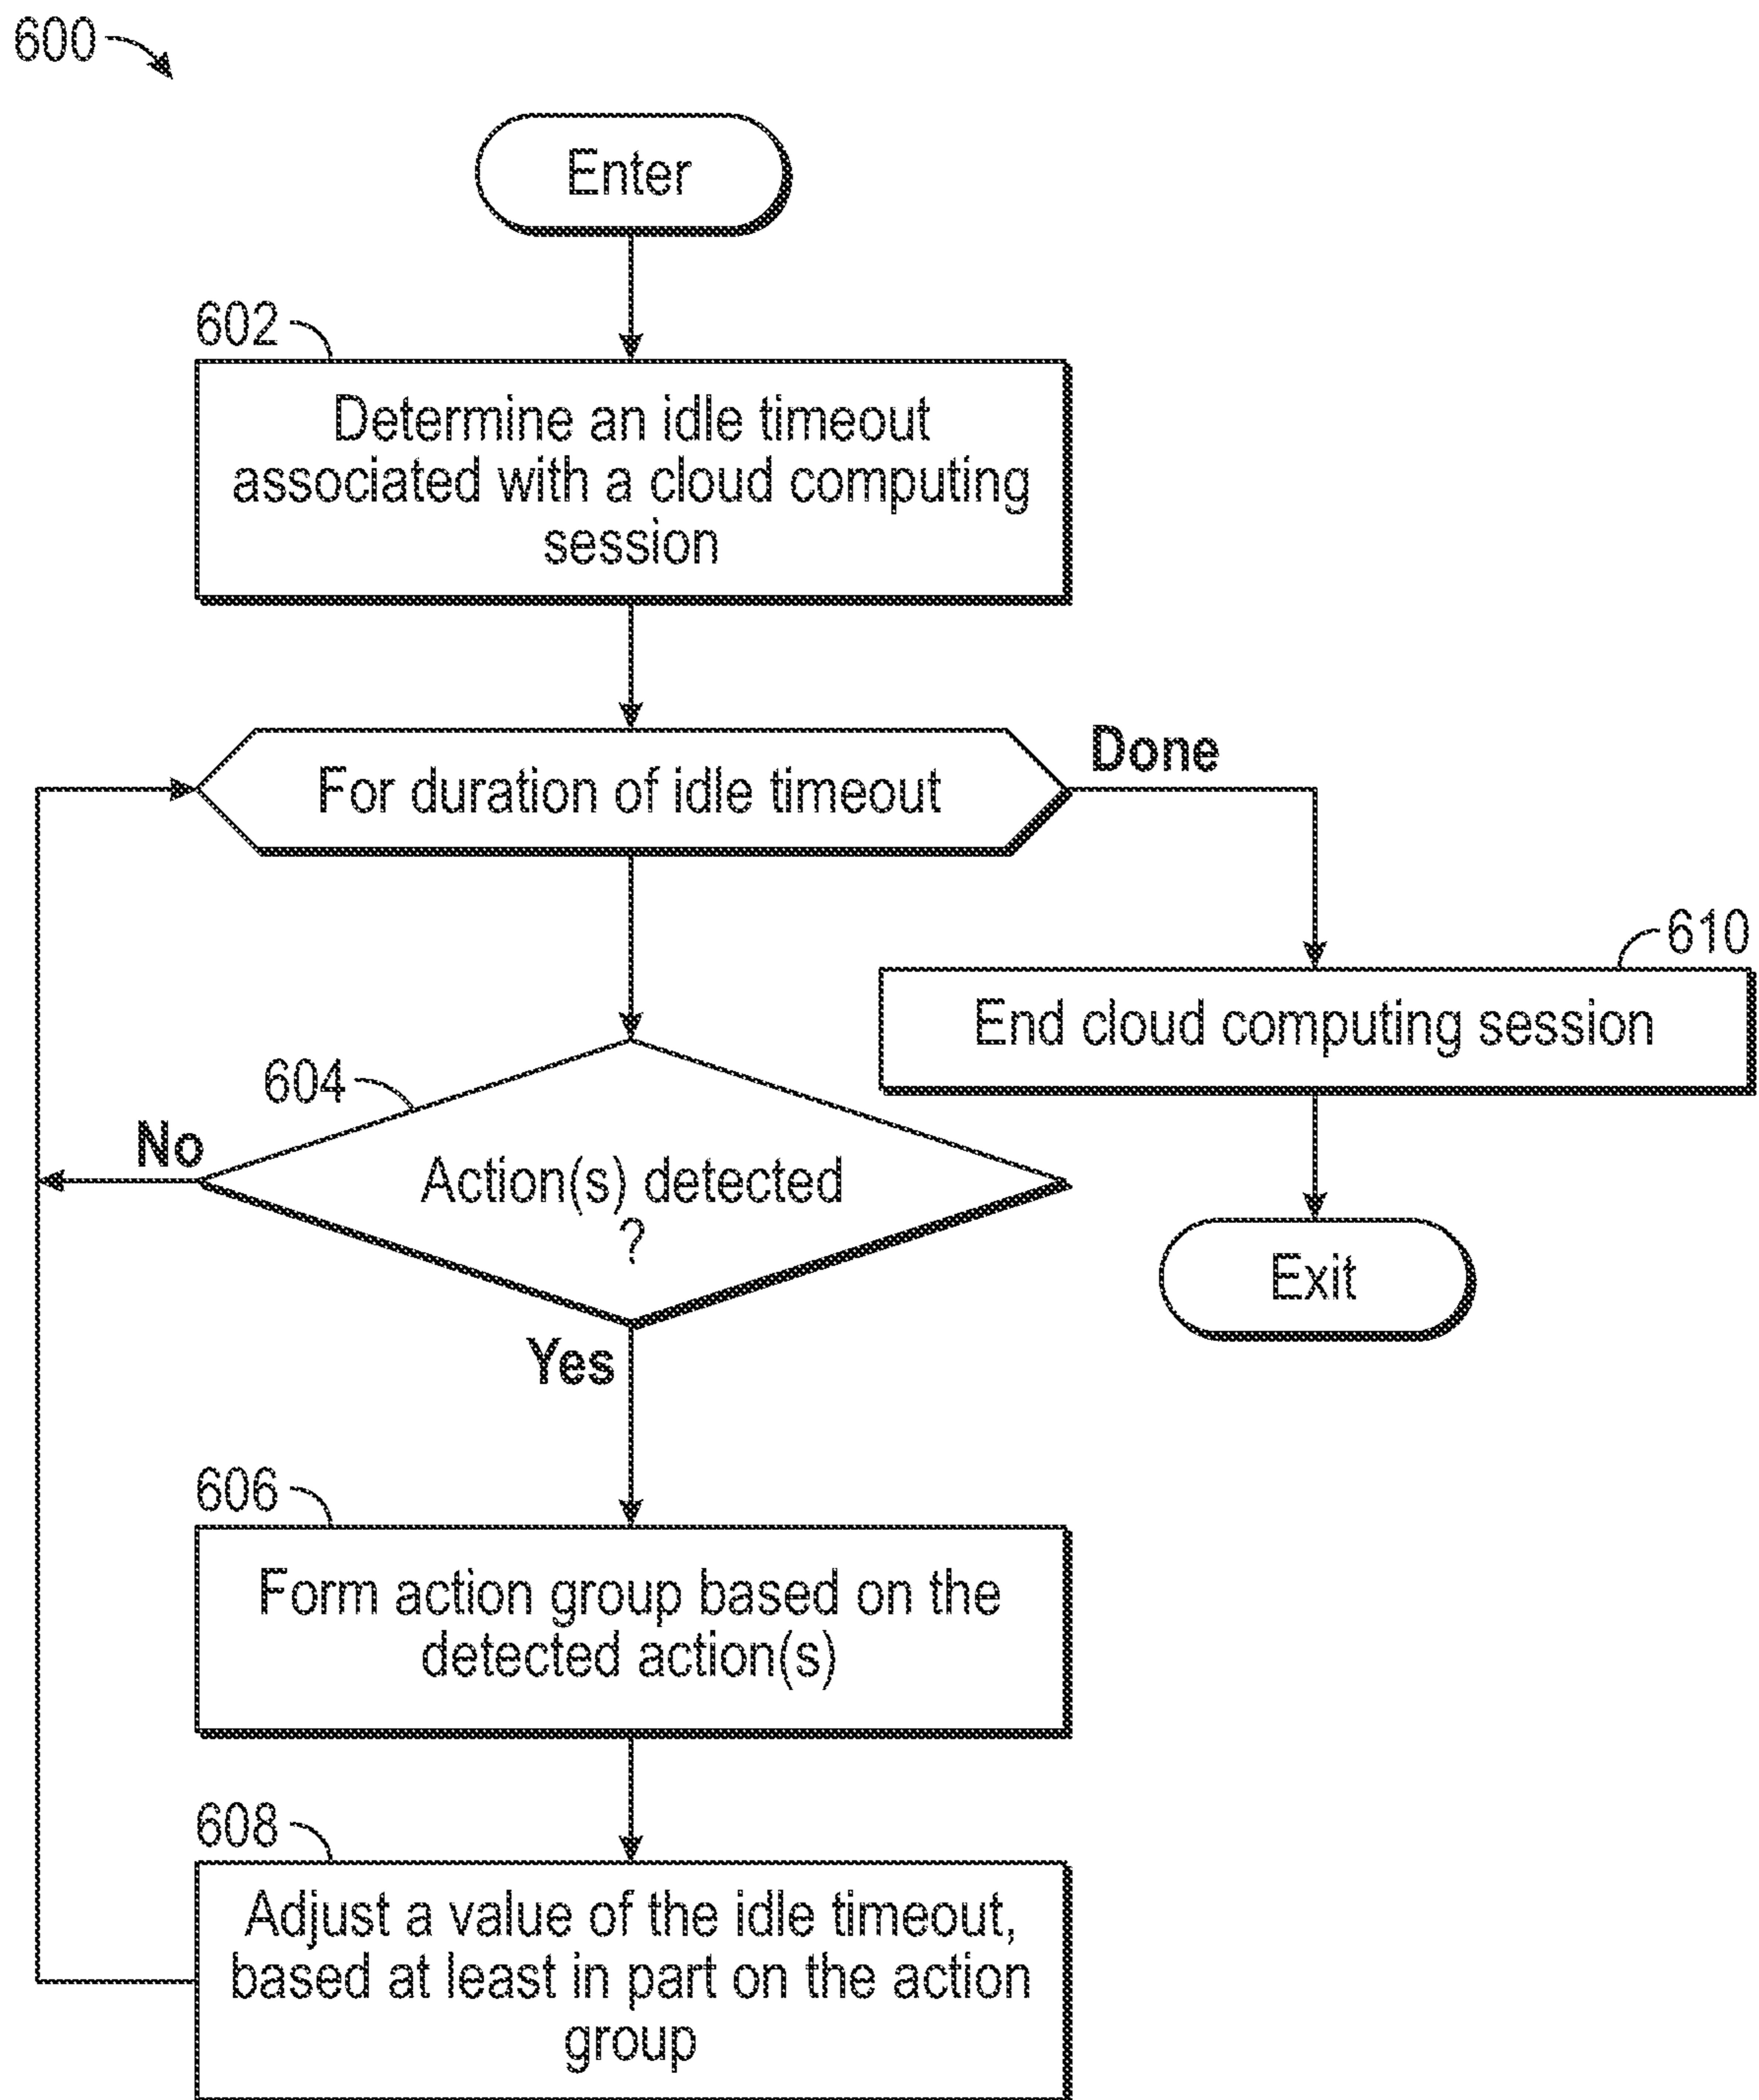 600
Enter
602
Determine an idle timeout
associated with a cloud computing
session
For duration of idle timeout
Done
610
End cloud computing session
604
No
Action(s) detected
?
Exit
Yes
606
Form action group based on the
detected action(s)
608
Adjust a value of the idle timeout,
based at least in part on the action
group